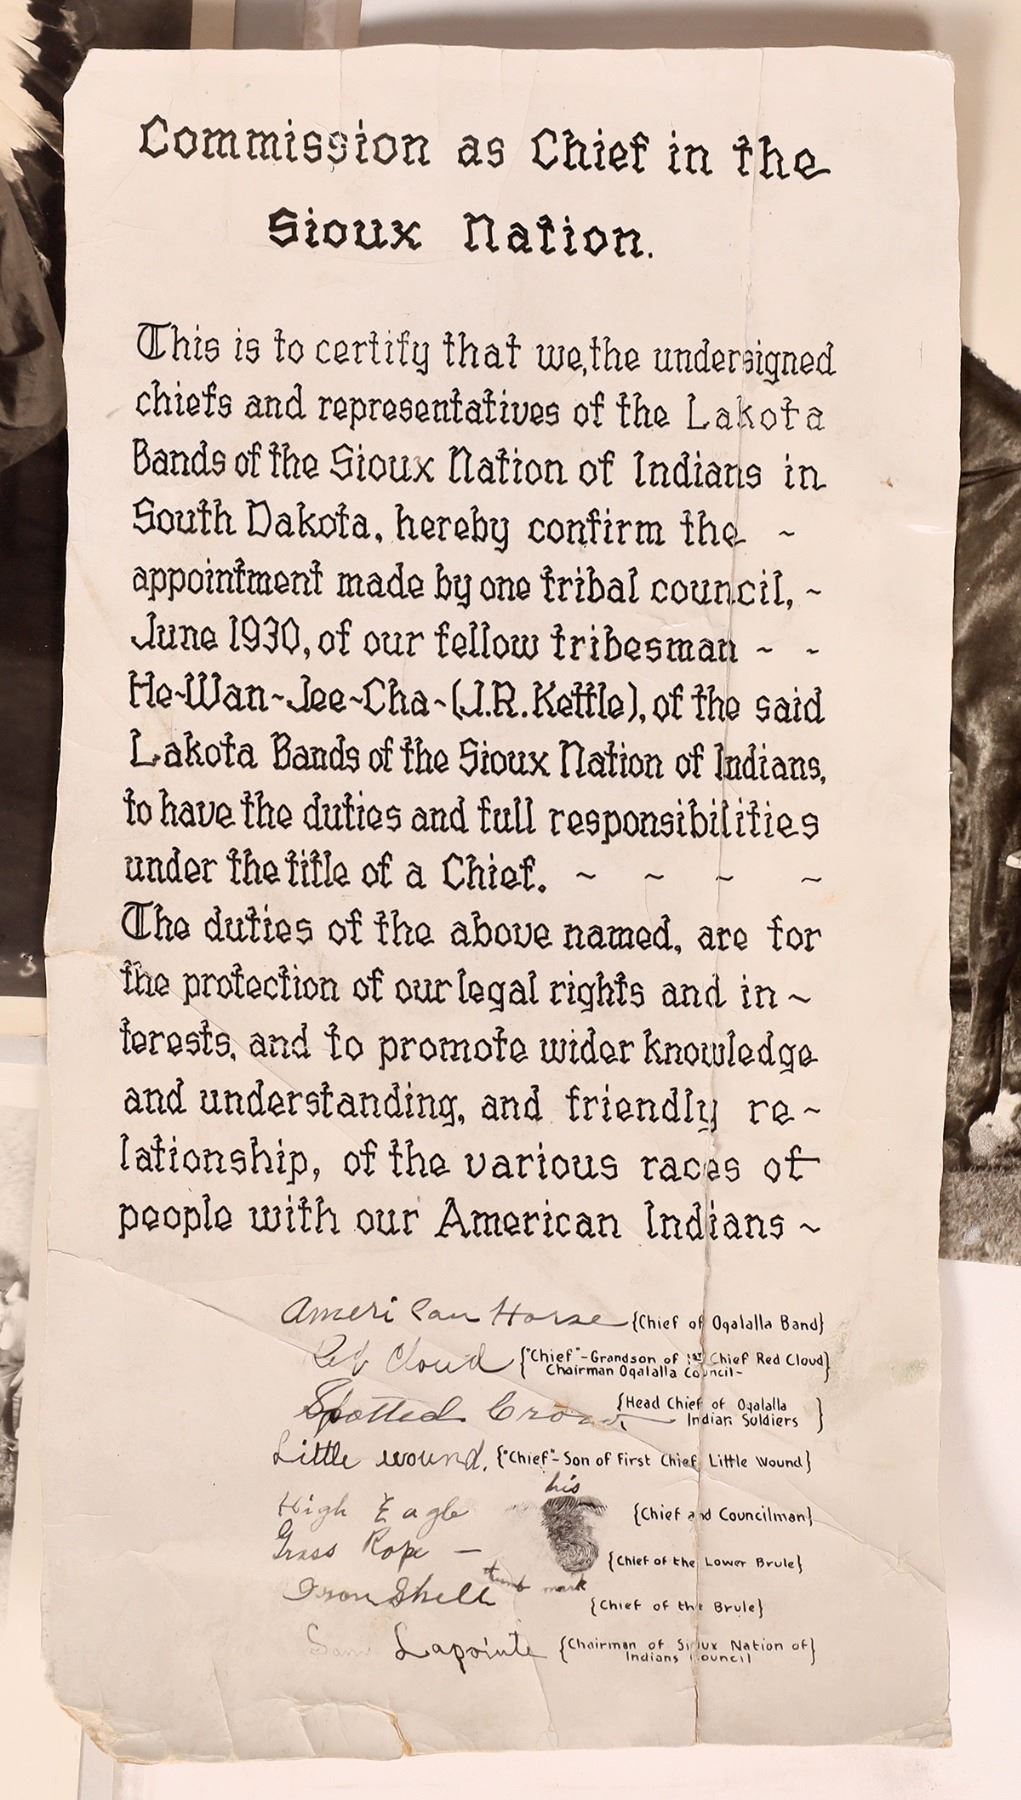 Commission as Chief in the
Sioux Nation.
This is to certify that we, the undersigned
chiefs and representatives of the Lakota
Bands of the Sioux Nation of Indians in
South Dakota, hereby confirm the ~
appointment made by one tribal council, ~
June 1930, of our fellow tribesman ~ ~
He~Wan~Jee~Cha~(J.R. Kettle), of the said
Lakota Bands of the Sioux Nation of Indians,
to have the duties and full responsibilities
under the title of a Chief. ~ ~ ~ ~
The duties of the above named, are for
the protection of our legal rights and in~
terests, and to promote wider knowledge
and understanding, and friendly re~
lationship, of the various races of
people with our American Indians ~
American Horse {Chief of Ogalalla Band}
Red Cloud {"Chief"-Grandson of 1st Chief Red Cloud}
Chairman Ogalalla Council-
Spotted Crow {Head Chief of Ogalalla
Indian Suldiers }
Little wound. {"Chief"-Son of First Chief Little Wound}
his
High Eagle {Chief and Councilman}
Grass Rope — {Chief of the Lower Brule}
thumb mark
Iron Shell {Chief of the Brule}
Sam Lapointe {Chairman of Sioux Nation of}
Indians Council
3